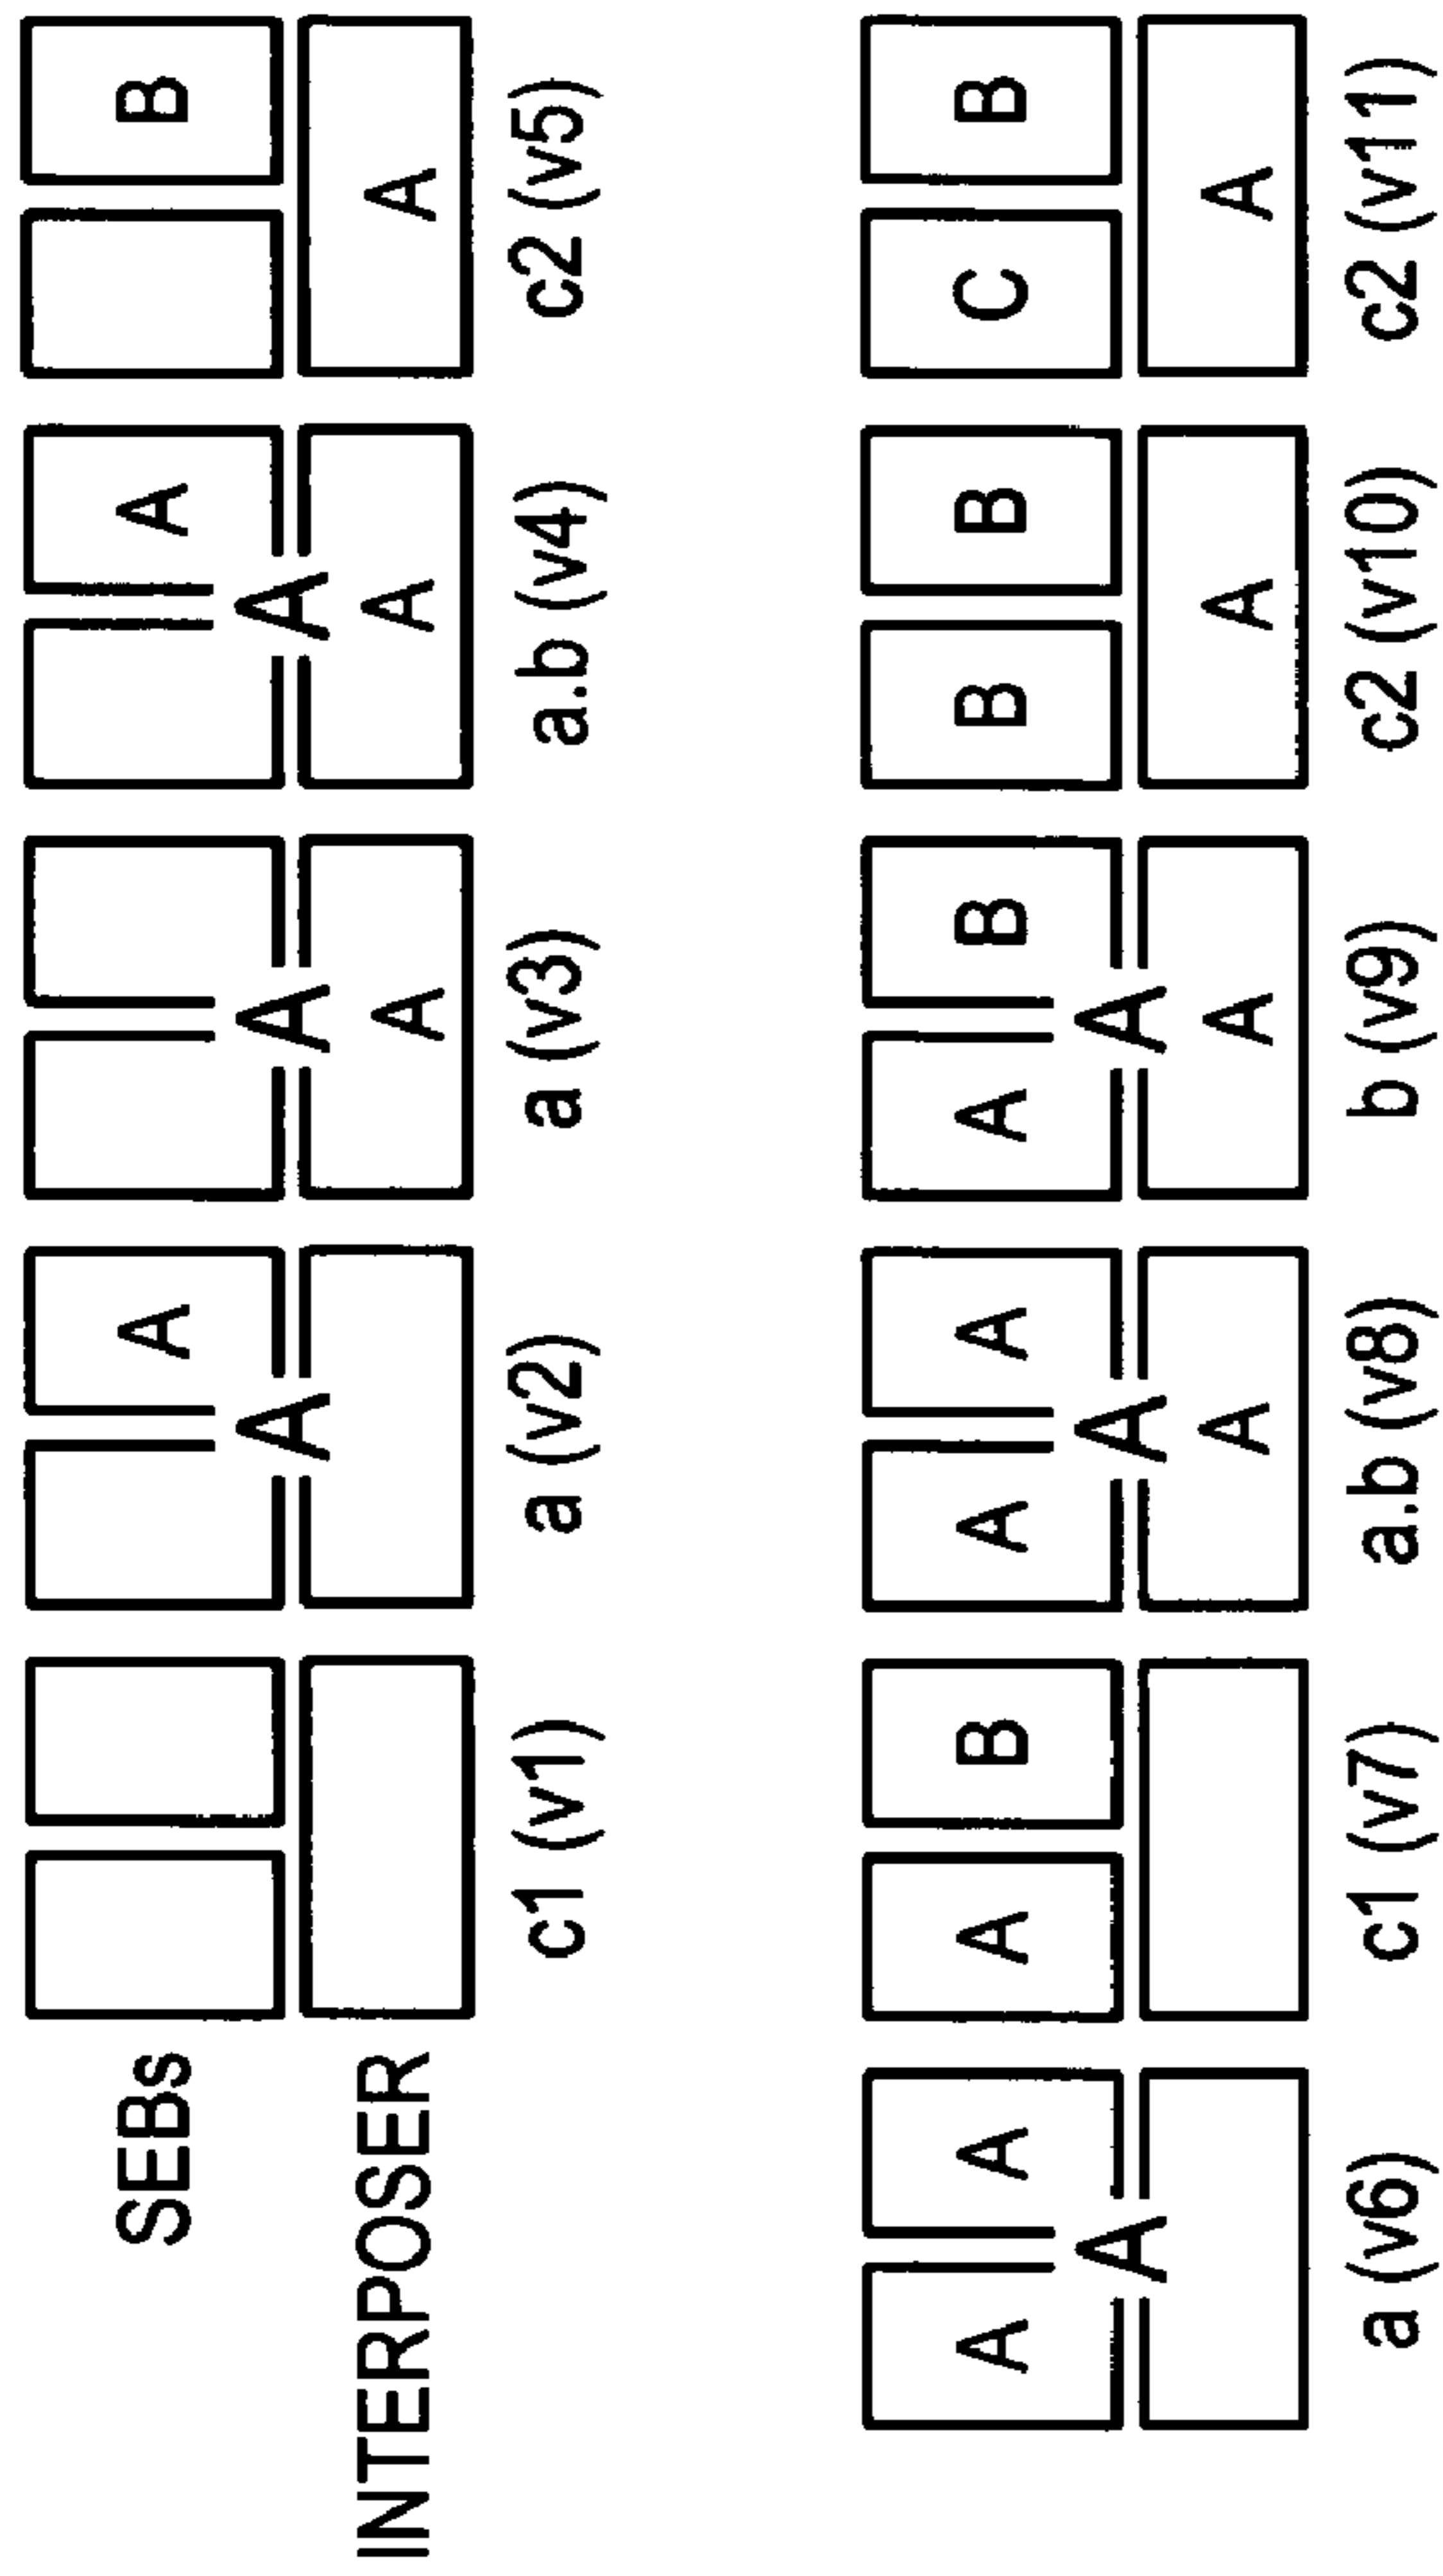 SEBs A A B
A A A
INTERPOSER A A A
c1 (v1) a (v2) a (v3) a.b (v4) c2 (v5)
A A A B A A A B B B C B
A A A
A A A A
a (v6) c1 (v7) a.b (v8) b (v9) c2 (v10) c2 (v11)